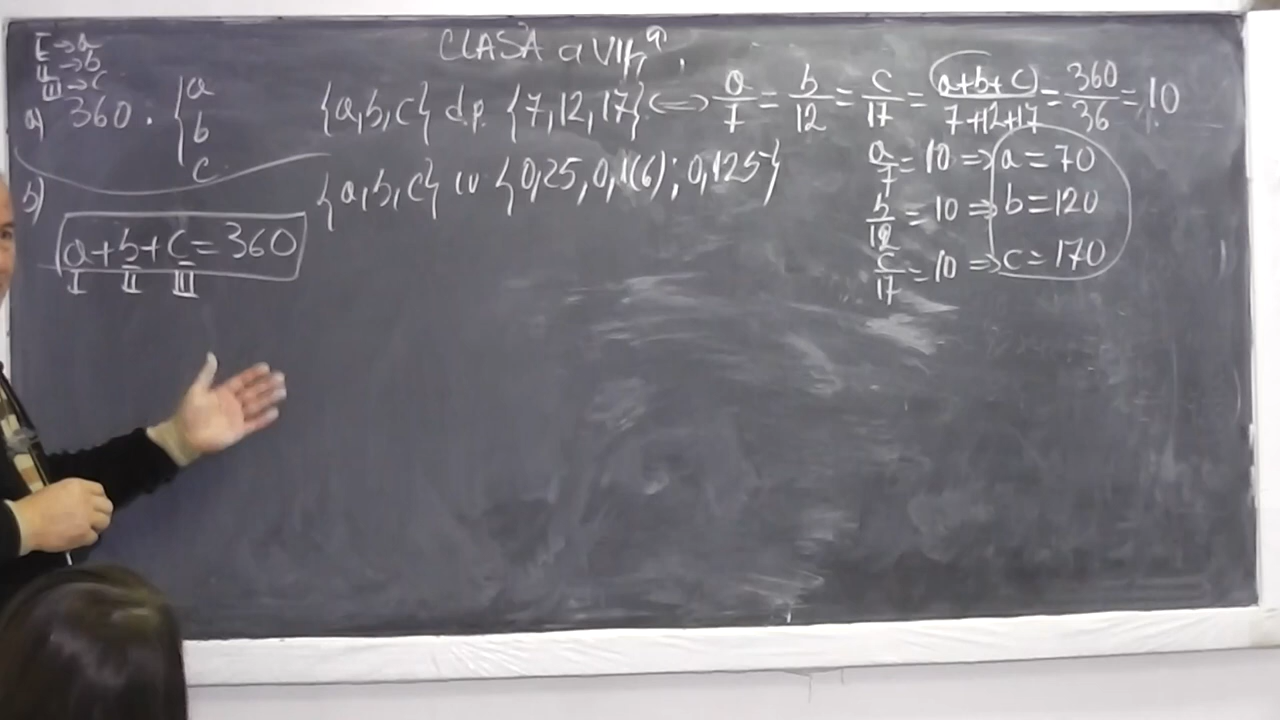 CLASA a VII a
I → a
II → b
III → c
a) 360 : { a b c
{a,b,c} d.p. {7,12,17} <=> a/7 = b/12 = c/17 = a+b+c/7+12+17 = 360/36 = 10
a/7 = 10 => a = 70
b/12 = 10 => b = 120
c/17 = 10 => c = 170
b)
{a,b,c} cu {0,25, 0,1(6); 0,125}
a+b+c = 360
I II III